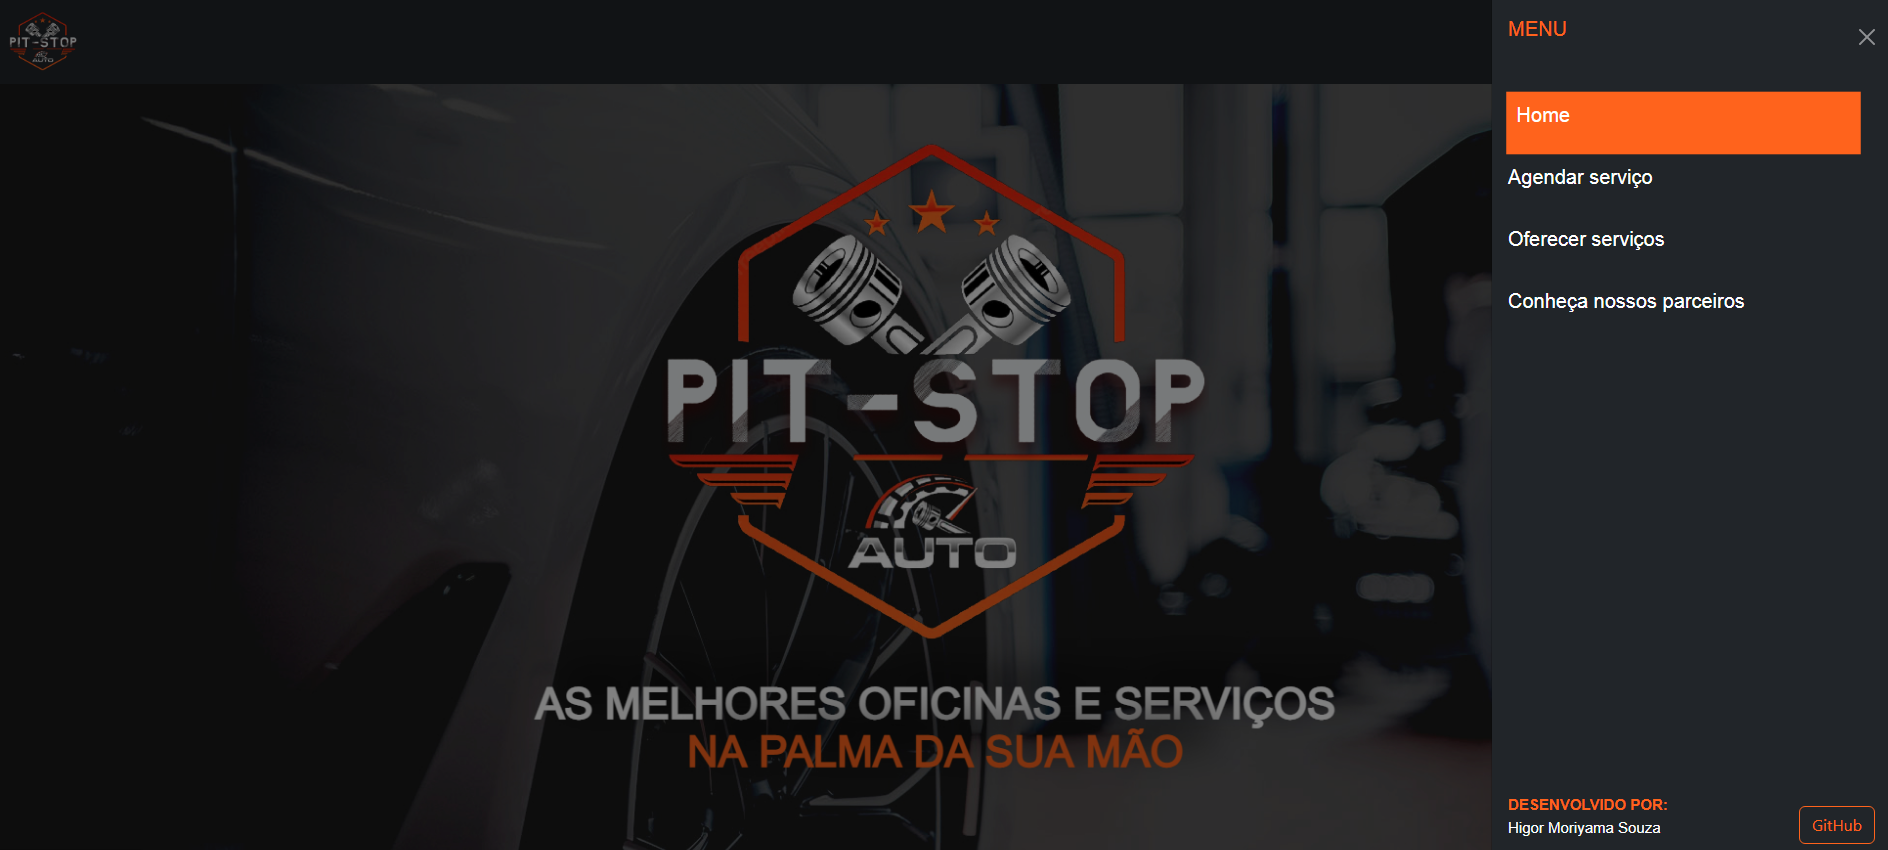 PIT-STOP
AUTO
MENU
Home
Agendar serviço
Oferecer serviços
Conheça nossos parceiros
PIT-STOP
AUTO
AS MELHORES OFICINAS E SERVIÇOS
NA PALMA DA SUA MÃO
DESENVOLVIDO POR:
Higor Moriyama Souza
GitHub